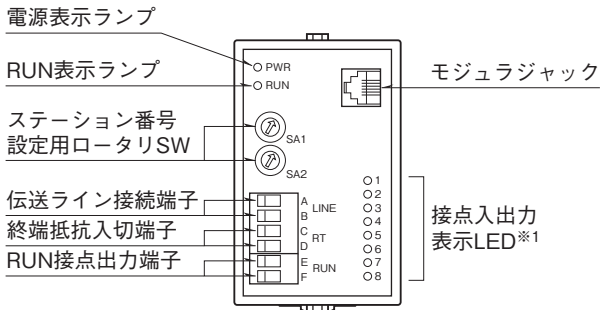 電源表示ランプ
RUN表示ランプ
ステーション番号
設定用ロータリSW
伝送ライン接続端子
終端抵抗入切端子
RUN接点出力端子
PWR
RUN
SA1
SA2
A
B
LINE
C
D
RT
E
F
RUN
モジュラジャック
1
2
3
4
5
6
7
8
接点入出力
表示LED※1